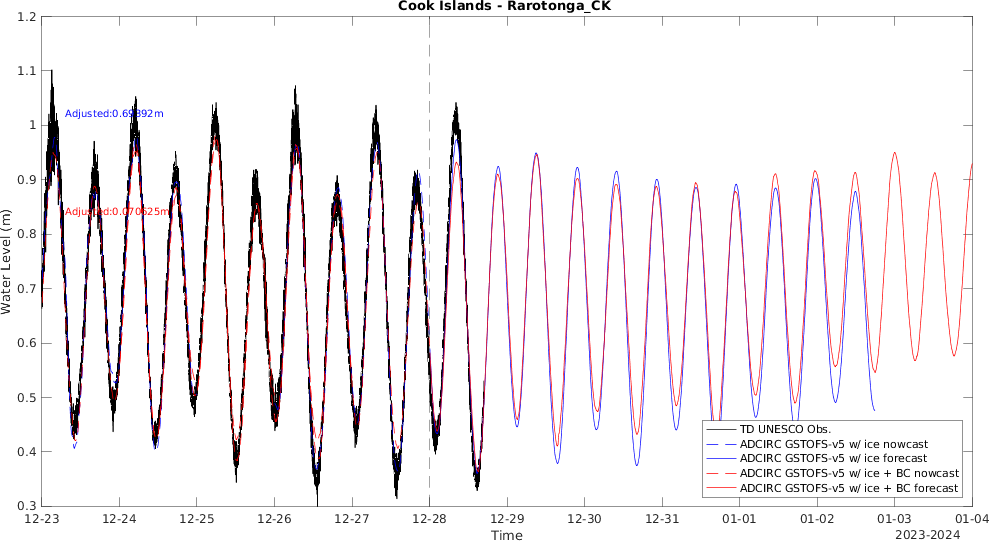 Cook Islands - Rarotonga_CK
1.2
1.1
1
0.9
0.8
0.7
0.6
0.5
0.4
0.3
Water Level (m)
Adjusted:0.69892m
Adjusted:0.070625m
TD UNESCO Obs.
ADCIRC GSTOFS-v5 w/ ice nowcast
ADCIRC GSTOFS-v5 w/ ice forecast
ADCIRC GSTOFS-v5 w/ ice + BC nowcast
ADCIRC GSTOFS-v5 w/ ice + BC forecast
12-23 12-24 12-25 12-26 12-27 12-28 12-29 12-30 12-31 01-01 01-02 01-03 01-04
Time
2023-2024